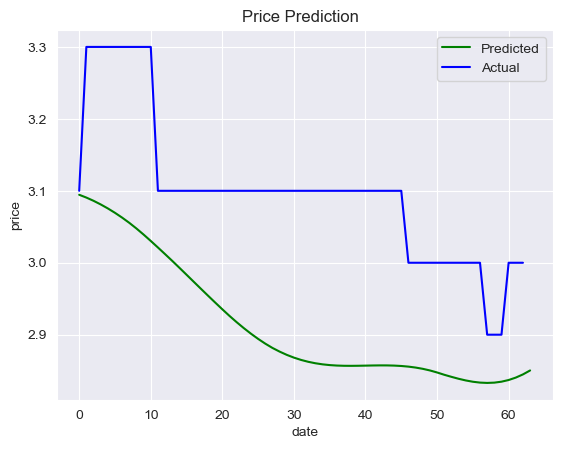 Price Prediction
Predicted
Actual
3.3
3.2
3.1
3.0
2.9
price
0 10 20 30 40 50 60
date